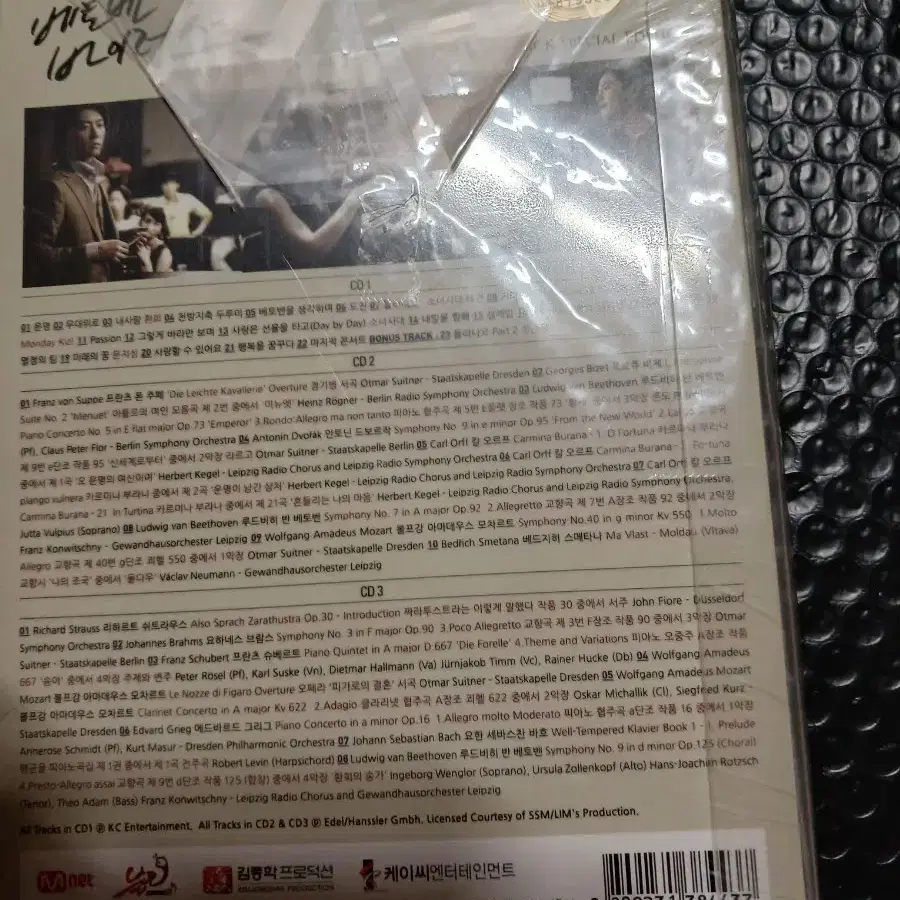 베토벤
바이러스
CD 1
01 운명 02 우대위로 03 내사랑 찐피 04 천방지축 두루미 05 베토벤을 생각하며 06 도진
Monday Kiz) 11 Passion 12 그렇게 바라만 보며 13 사랑은 선율을 타고(Day by Day) 소녀시대 14 내일을 향해 15
열정의 팀 19 미래의 꿈 20 사랑할 수 있어요 21 행복을 꿈꾸다 22 마지막 콘서트 BONUS TRACK · 23 Part 2
CD 2
01 Franz von Suppe 프란츠 폰 주페 'Die Leichte Kavallerie' Overture 경기병 서곡 Otmar Suitner - Staatskapelle Dresden 02 Georges Bizet
Suite No. 2 'Menuet' 아를르의 여인 모음곡 제 2번 중에서 '미뉴엣' Heinz Rögner - Berlin Radio Symphony Orchestra 03 Ludwig van Beethoven 루드비히 반 베토벤
Piano Concerto No. 5 in E flat major Op.73 'Emperor' 3.Rondo:Allegro ma non tanto 피아노 협주곡 제 5번 E플랫 장조 작품 73 '황제' 중에서 3악장
(Pf), Claus Peter Flor - Berlin Symphony Orchestra 04 Antonin Dvořák 안토닌 드보르작 Symphony No. 9 in e minor Op.95 'From the New World' 2.
제 9번 e단조 작품 95 '신세계로부터' 중에서 2악장 라르고 Otmar Suitner - Staatskapelle Berlin 05 Carl Orff 칼 오르프 Carmina Burana - 1. O Fortuna 카르미나 부라나
중에서 제 1곡 '오 운명의 여신이여' Herbert Kegel - Leipzig Radio Chorus and Leipzig Radio Symphony Orchestra 06 Carl Orff 칼 오르프 Carmina Burana - Fortuna
plango vulnera 카르미나 부라나 중에서 제 2곡 '운명이 남긴 상처' Herbert Kegel - Leipzig Radio Chorus and Leipzig Radio Symphony Orchestra 07 Carl Orff 칼 오르프
Carmina Burana - 21 In Turtina 카르미나 부라나 중에서 제 21곡 '흔들리는 나의 마음' Herbert Kegel - Leipzig Radio Chorus and Leipzig Radio Symphony Orchestra,
Jutta Vulpius (Soprano) 08 Ludwig van Beethoven 루드비히 반 베토벤 Symphony No. 7 in A major Op.92 2.Allegretto 교향곡 제 7번 A장조 작품 92 중에서 2악장
Franz Konwitschny - Gewandhausorchester Leipzig 09 Wolfgang Amadeus Mozart 볼프강 아마데우스 모차르트 Symphony No.40 in g minor Kv 550 1.Molto
Allegro 교향곡 제 40번 g단조 쾨헬 550 중에서 1악장 Otmar Suitner - Staatskapelle Dresden 10 Bedřich Smetana 베드지히 스메타나 Ma Vlast - Moldau (Vltava)
교향시 '나의 조국' 중에서 '몰다우' Václav Neumann - Gewandhausorchester Leipzig
CD 3
01 Richard Strauss 리하르트 쉬트라우스 Also Sprach Zarathustra Op.30 - Introduction 짜라투스트라는 이렇게 말했다 작품 30 중에서 서주 John Fiore - Düsseldorf
Symphony Orchestra 02 Johannes Brahms 요하네스 브람스 Symphony No. 3 in F major Op.90 3.Poco Allegretto 교향곡 제 3번 F장조 작품 90 중에서 3악장 Otmar
Suitner - Staatskapelle Berlin 03 Franz Schubert 프란츠 슈베르트 Piano Quintet in A major D 667 'Die Forelle' 4.Theme and Variations 피아노 오중주 A장조 작품
667 '숭어' 중에서 4악장 주제와 변주 Peter Rösel (Pf), Karl Suske (Vn), Dietmar Hallmann (Va) Jürnjakob Timm (Vc), Rainer Hucke (Db) 04 Wolfgang Amadeus
Mozart 볼프강 아마데우스 모차르트 Le Nozze di Figaro Overture 오페라 '피가로의 결혼' 서곡 Otmar Suitner - Staatskapelle Dresden 05 Wolfgang Amadeus Mozart
볼프강 아마데우스 모차르트 Clarinet Concerto in A major Kv 622 2.Adagio 클라리넷 협주곡 A장조 쾨헬 622 중에서 2악장 Oskar Michallik (Cl), Siegfried Kurz -
Staatskapelle Dresden 06 Edvard Grieg 에드바르드 그리그 Piano Concerto in a minor Op.16 1.Allegro molto Moderato 피아노 협주곡 a단조 작품 16 중에서 1악장
Annerose Schmidt (Pf), Kurt Masur - Dresden Philharmonic Orchestra 07 Johann Sebastian Bach 요한 세바스찬 바흐 Well-Tempered Klavier Book 1 - 1. Prelude
평균율 피아노곡집 제 1권 중에서 제 1곡 전주곡 Robert Levin (Harpsichord) 08 Ludwig van Beethoven 루드비히 반 베토벤 Symphony No. 9 in d minor Op.125 (Choral)
4.Presto-Allegro assai 교향곡 제 9번 d단조 작품 125 (합창) 중에서 4악장 '환희의 송가' Ingeborg Wenglor (Soprano), Ursula Zollenkopf (Alto) Hans-Joachim Rotzsch
(Tenor), Theo Adam (Bass) Franz Konwitschny - Leipzig Radio Chorus and Gewandhausorchester Leipzig
All Tracks in CD1 ℗ KC Entertainment. All Tracks in CD2 & CD3 ℗ Edel/Hanssler Gmbh. Licensed Courtesy of SSM/LIM's Production.
M net 김종학프로덕션 케이씨엔터테인먼트